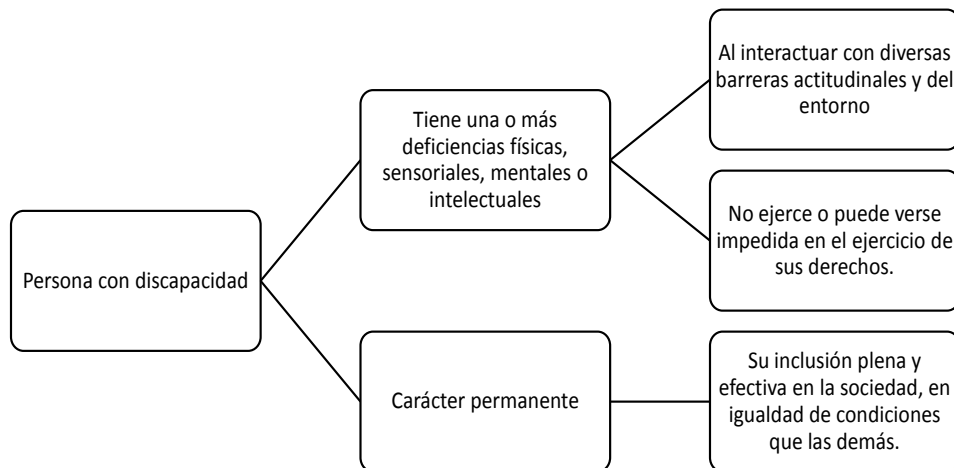 Persona con discapacidad
Tiene una o más
deficiencias físicas,
sensoriales, mentales o
intelectuales
Al interactuar con diversas
barreras actitudinales y del
entorno
No ejerce o puede verse
impedida en el ejercicio de
sus derechos.
Carácter permanente
Su inclusión plena y
efectiva en la sociedad, en
igualdad de condiciones
que las demás.